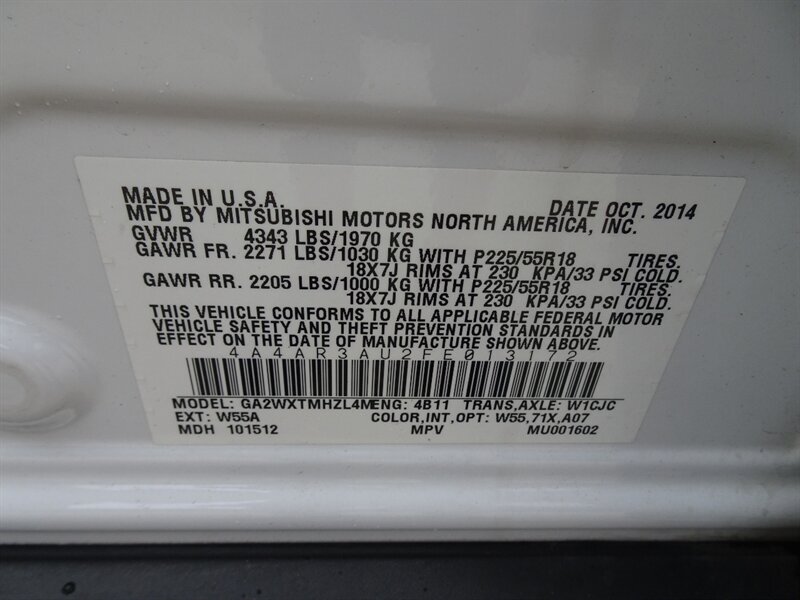 MADE IN U.S.A. DATE OCT. 2014
MFD BY MITSUBISHI MOTORS NORTH AMERICA, INC.
GVWR 4343 LBS/1970 KG
GAWR FR. 2271 LBS/1030 KG WITH P225/55R18 TIRES.
18X7J RIMS AT 230 KPA/33 PSI COLD.
GAWR RR. 2205 LBS/1000 KG WITH P225/55R18 TIRES.
18X7J RIMS AT 230 KPA/33 PSI COLD.
THIS VEHICLE CONFORMS TO ALL APPLICABLE FEDERAL MOTOR
VEHICLE SAFETY AND THEFT PREVENTION STANDARDS IN
EFFECT ON THE DATE OF MANUFACTURE SHOWN ABOVE.
4A4AR3AU2FE013172
MODEL: GA2WXTMHZL4M ENG: 4B11 TRANS,AXLE: W1CJC
EXT: W55A COLOR,INT,OPT: W55,71X,A07
MDH 101512 MPV MU001602